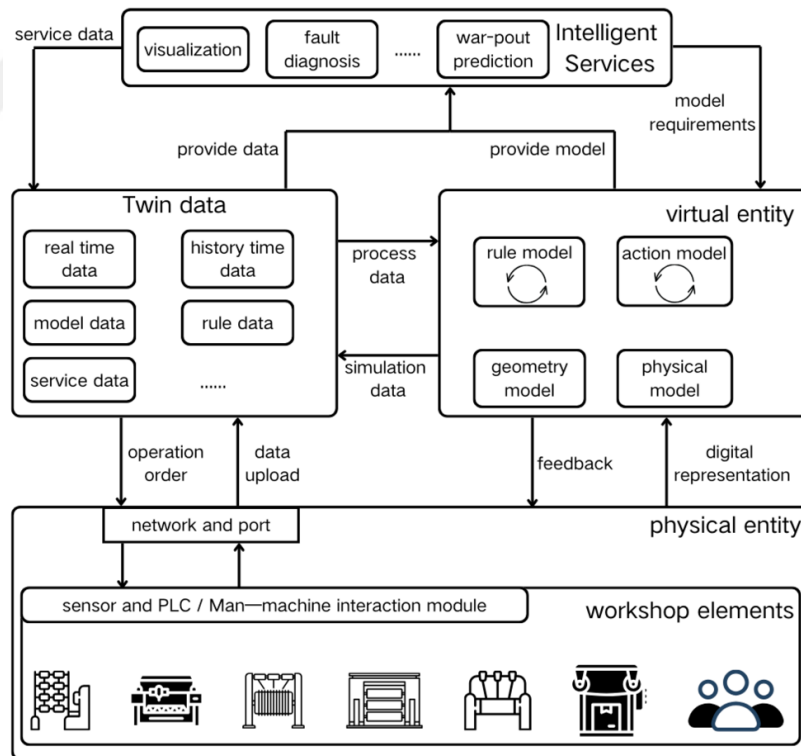 service data
visualization
fault
diagnosis
......
war-pout
prediction
Intelligent
Services
model
requirements
provide data
provide model
Twin data
real time
data
history time
data
model data
rule data
service data
......
process
data
simulation
data
virtual entity
rule model
action model
geometry
model
physical
model
operation
order
data
upload
feedback
digital
representation
network and port
physical entity
sensor and PLC / Man—machine interaction module
workshop elements